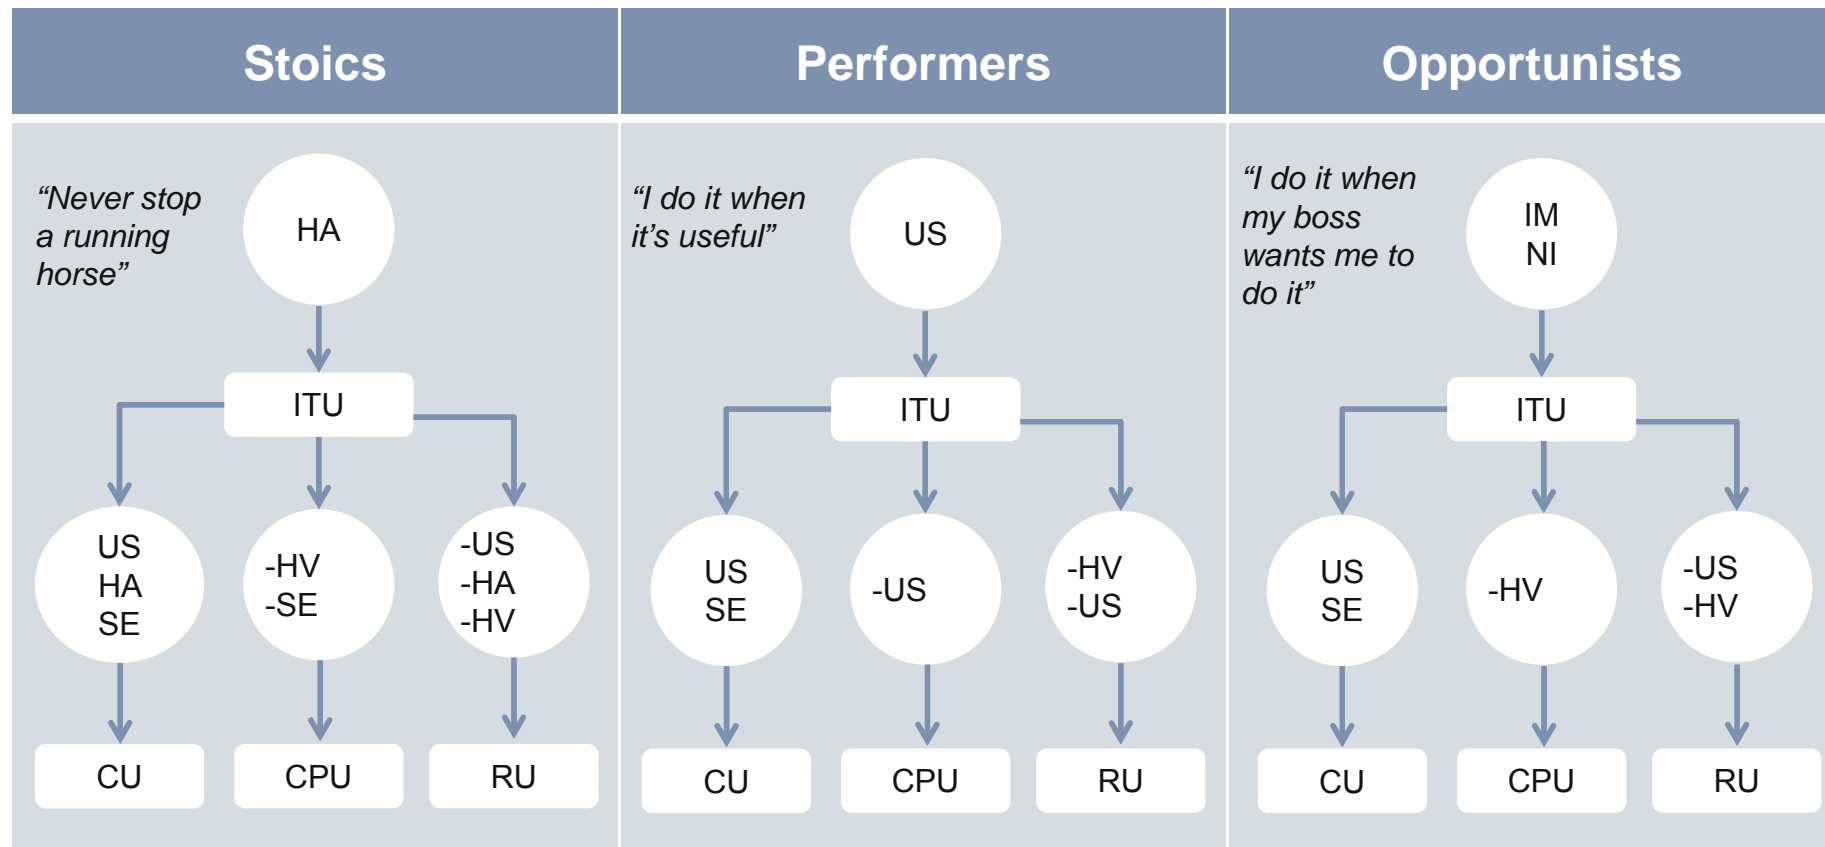 Stoics
“Never stop
a running
horse”
HA
ITU
US
HA
SE
-HV
-SE
-US
-HA
-HV
CU
CPU
RU
Performers
“I do it when
it’s useful”
US
ITU
US
SE
-US
-HV
-US
CU
CPU
RU
Opportunists
“I do it when
my boss
wants me to
do it”
IM
NI
ITU
US
SE
-HV
-US
-HV
CU
CPU
RU